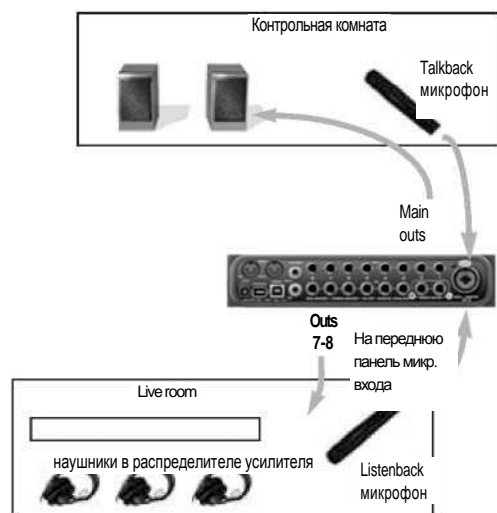 Контрольная комната
Talkback
микрофон
Main
outs
Outs
7-8
На переднюю
панель микр.
входа
Live room
наушники в распределителе усилителя
Listenback
микрофон